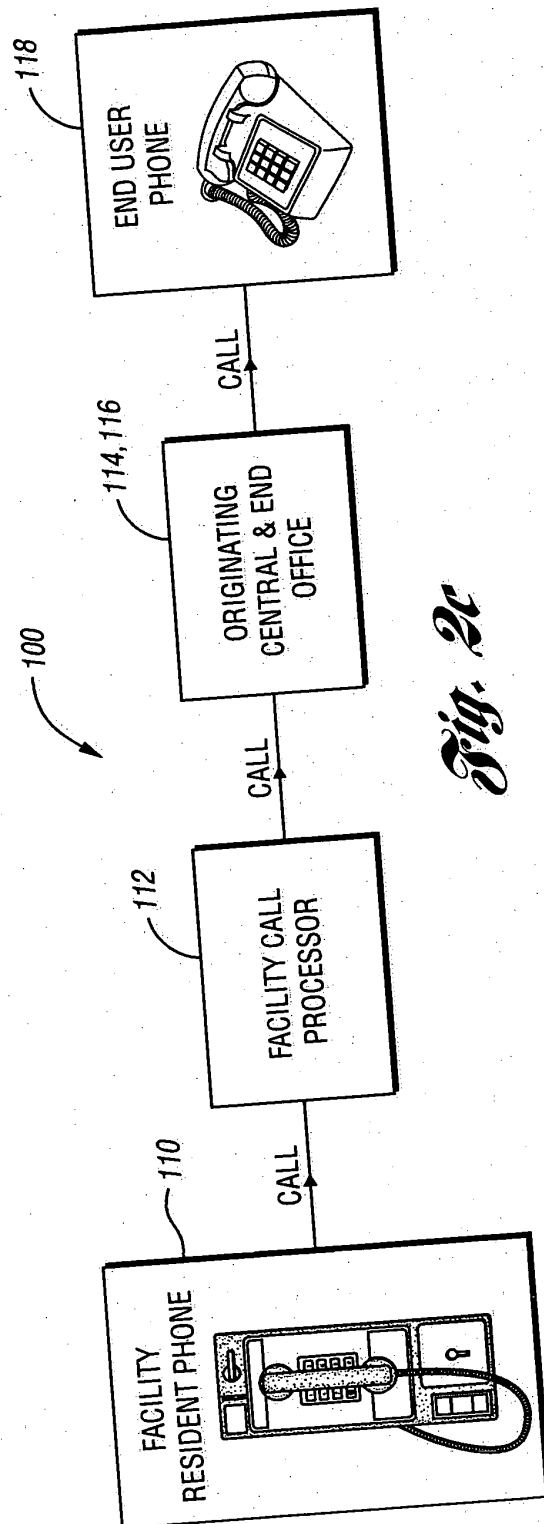 100
110
FACILITY
RESIDENT PHONE
CALL
112
FACILITY CALL
PROCESSOR
CALL
114, 116
ORIGINATING
CENTRAL & END
OFFICE
CALL
118
END USER
PHONE
Fig. 2c